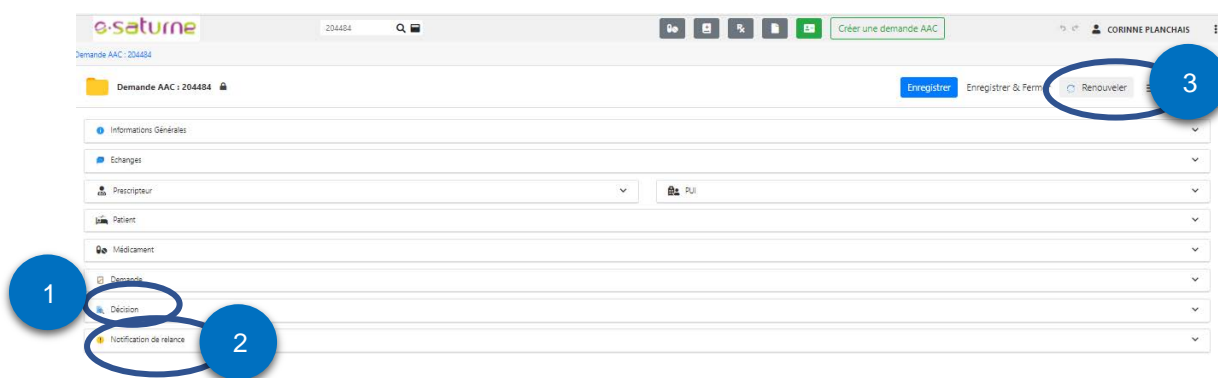 e-saturne
204484
Créer une demande AAC
CORINNE PLANCHAIS
Demande AAC : 204484
Demande AAC : 204484
Enregistrer
Enregistrer & Ferm
Renouveler
3
Informations Générales
Echanges
Prescripteur
PUI
Patient
Médicament
Demande
1
Décision
Notification de relance
2